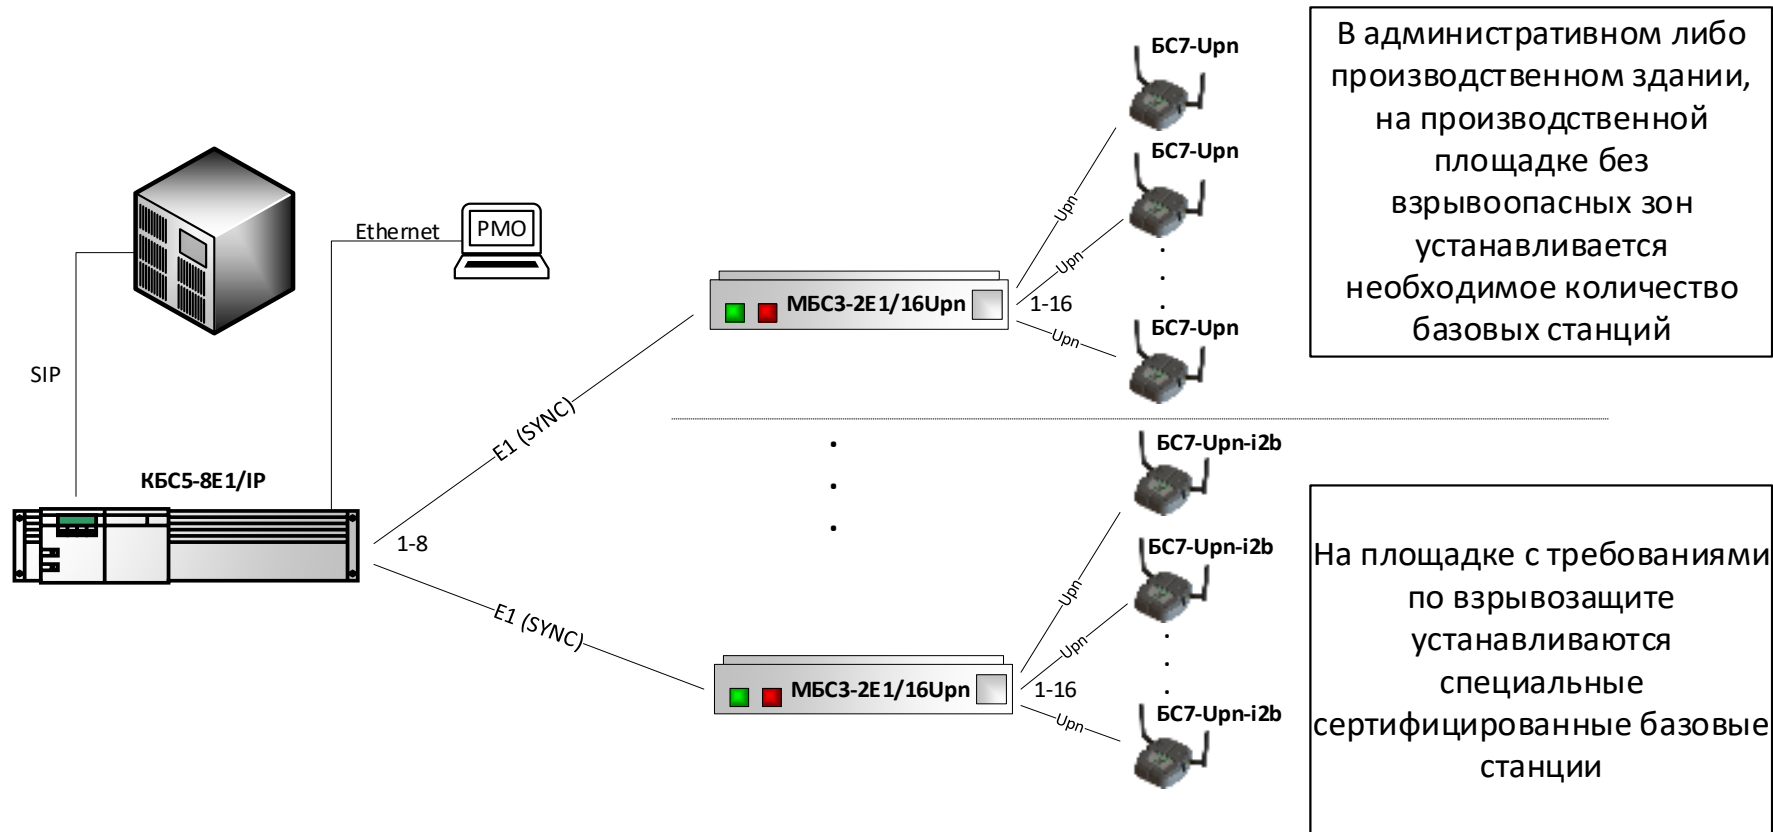 БС7-Upn
В административном либо
производственном здании,
на производственной
площадке без
взрывоопасных зон
устанавливается
необходимое количество
базовых станций
БС7-Upn
Upn
Ethernet
РМО
Upn
МБС3-2E1/16Upn
1-16
БС7-Upn
Upn
SIP
E1 (SYNC)
БС7-Upn-i2b
КБС5-8E1/IP
1-8
БС7-Upn-i2b
На площадке с требованиями
по взрывозащите
устанавливаются
специальные
сертифицированные базовые
станции
Upn
E1 (SYNC)
Upn
МБС3-2E1/16Upn
1-16
БС7-Upn-i2b
Upn